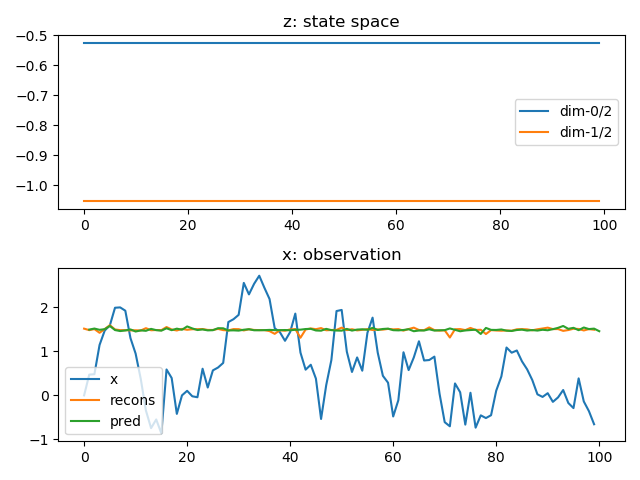 z: state space
−0.5
−0.6
−0.7
−0.8
−0.9
−1.0
dim-0/2
dim-1/2
0 20 40 60 80 100
x: observation
2
1
0
−1
x
recons
pred
0 20 40 60 80 100